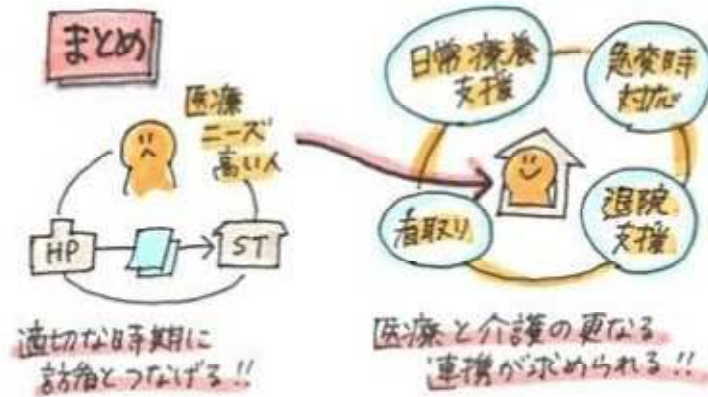 まとめ
医療
ニーズ
高い人
HP
ST
適切な時期に
訪看とつなげる!!
日常療養
支援
急変時
対応
看取り
退院
支援
医療と介護の更なる
連携が求められる!!